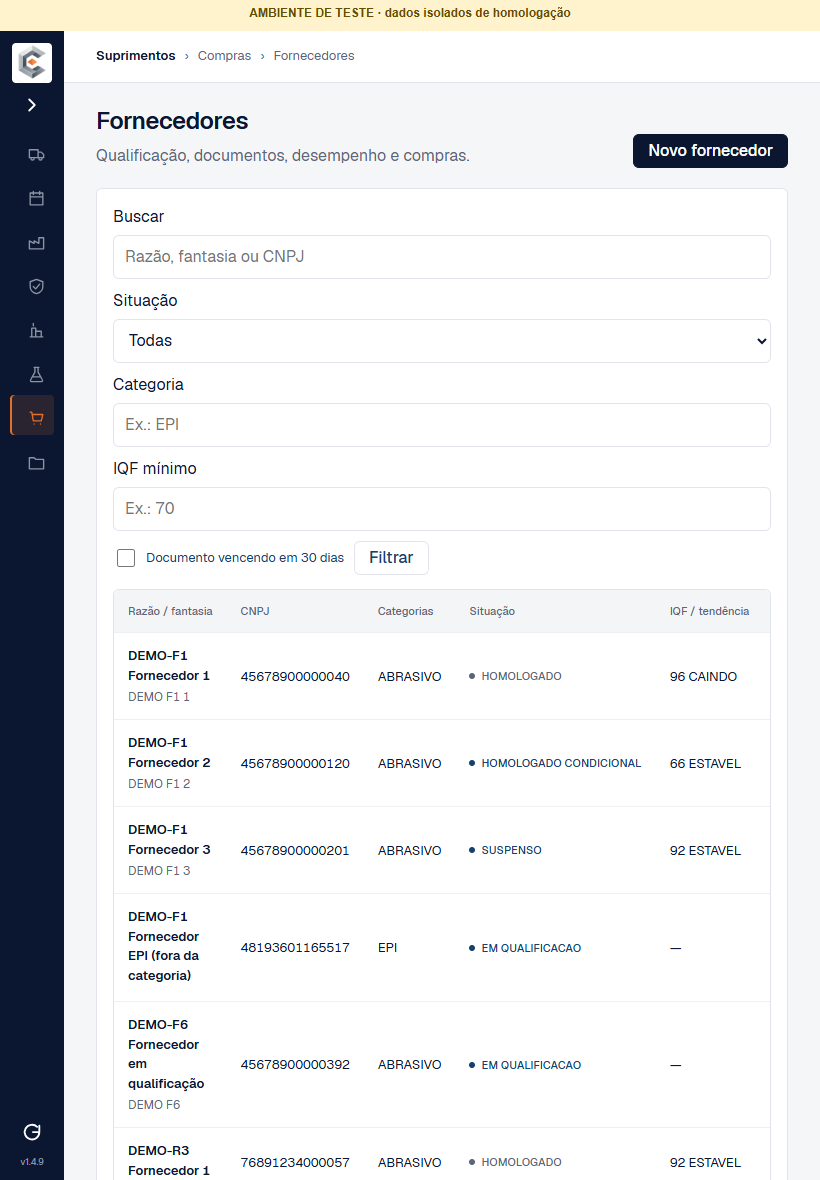 AMBIENTE DE TESTE · dados isolados de homologação
Suprimentos › Compras › Fornecedores
Fornecedores
Qualificação, documentos, desempenho e compras.
Novo fornecedor
Buscar
Razão, fantasia ou CNPJ
Situação
Todas
Categoria
Ex.: EPI
IQF mínimo
Ex.: 70
Documento vencendo em 30 dias Filtrar
Razão / fantasia CNPJ Categorias Situação IQF / tendência
DEMO-F1
Fornecedor 1
DEMO F1 1
45678900000040 ABRASIVO HOMOLOGADO 96 CAINDO
DEMO-F1
Fornecedor 2
DEMO F1 2
45678900000120 ABRASIVO HOMOLOGADO CONDICIONAL 66 ESTAVEL
DEMO-F1
Fornecedor 3
DEMO F1 3
45678900000201 ABRASIVO SUSPENSO 92 ESTAVEL
DEMO-F1
Fornecedor
EPI (fora da
categoria)
48193601165517 EPI EM QUALIFICACAO —
DEMO-F6
Fornecedor
em
qualificação
DEMO F6
45678900000392 ABRASIVO EM QUALIFICACAO —
DEMO-R3
Fornecedor 1
76891234000057 ABRASIVO HOMOLOGADO 92 ESTAVEL
v1.4.9